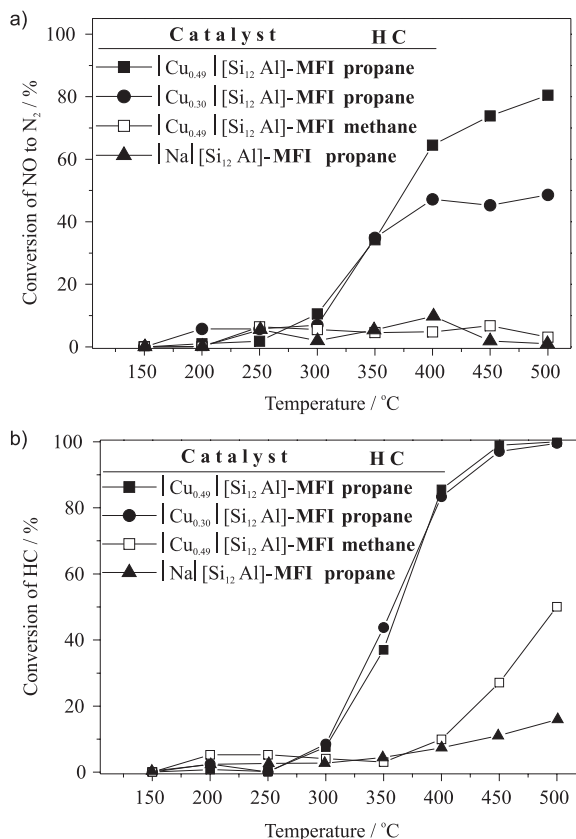 a)
100
Catalyst HC
|Cu0.49|[Si12 Al]-MFI propane
|Cu0.30|[Si12 Al]-MFI propane
|Cu0.49|[Si12 Al]-MFI methane
|Na|[Si12 Al]-MFI propane
80
60
40
20
0
Conversion of NO to N2 / %
150 200 250 300 350 400 450 500
Temperature / °C
b)
100
Catalyst HC
|Cu0.49|[Si12 Al]-MFI propane
|Cu0.30|[Si12 Al]-MFI propane
|Cu0.49|[Si12 Al]-MFI methane
|Na|[Si12 Al]-MFI propane
80
60
40
20
0
Conversion of HC / %
150 200 250 300 350 400 450 500
Temperature / °C